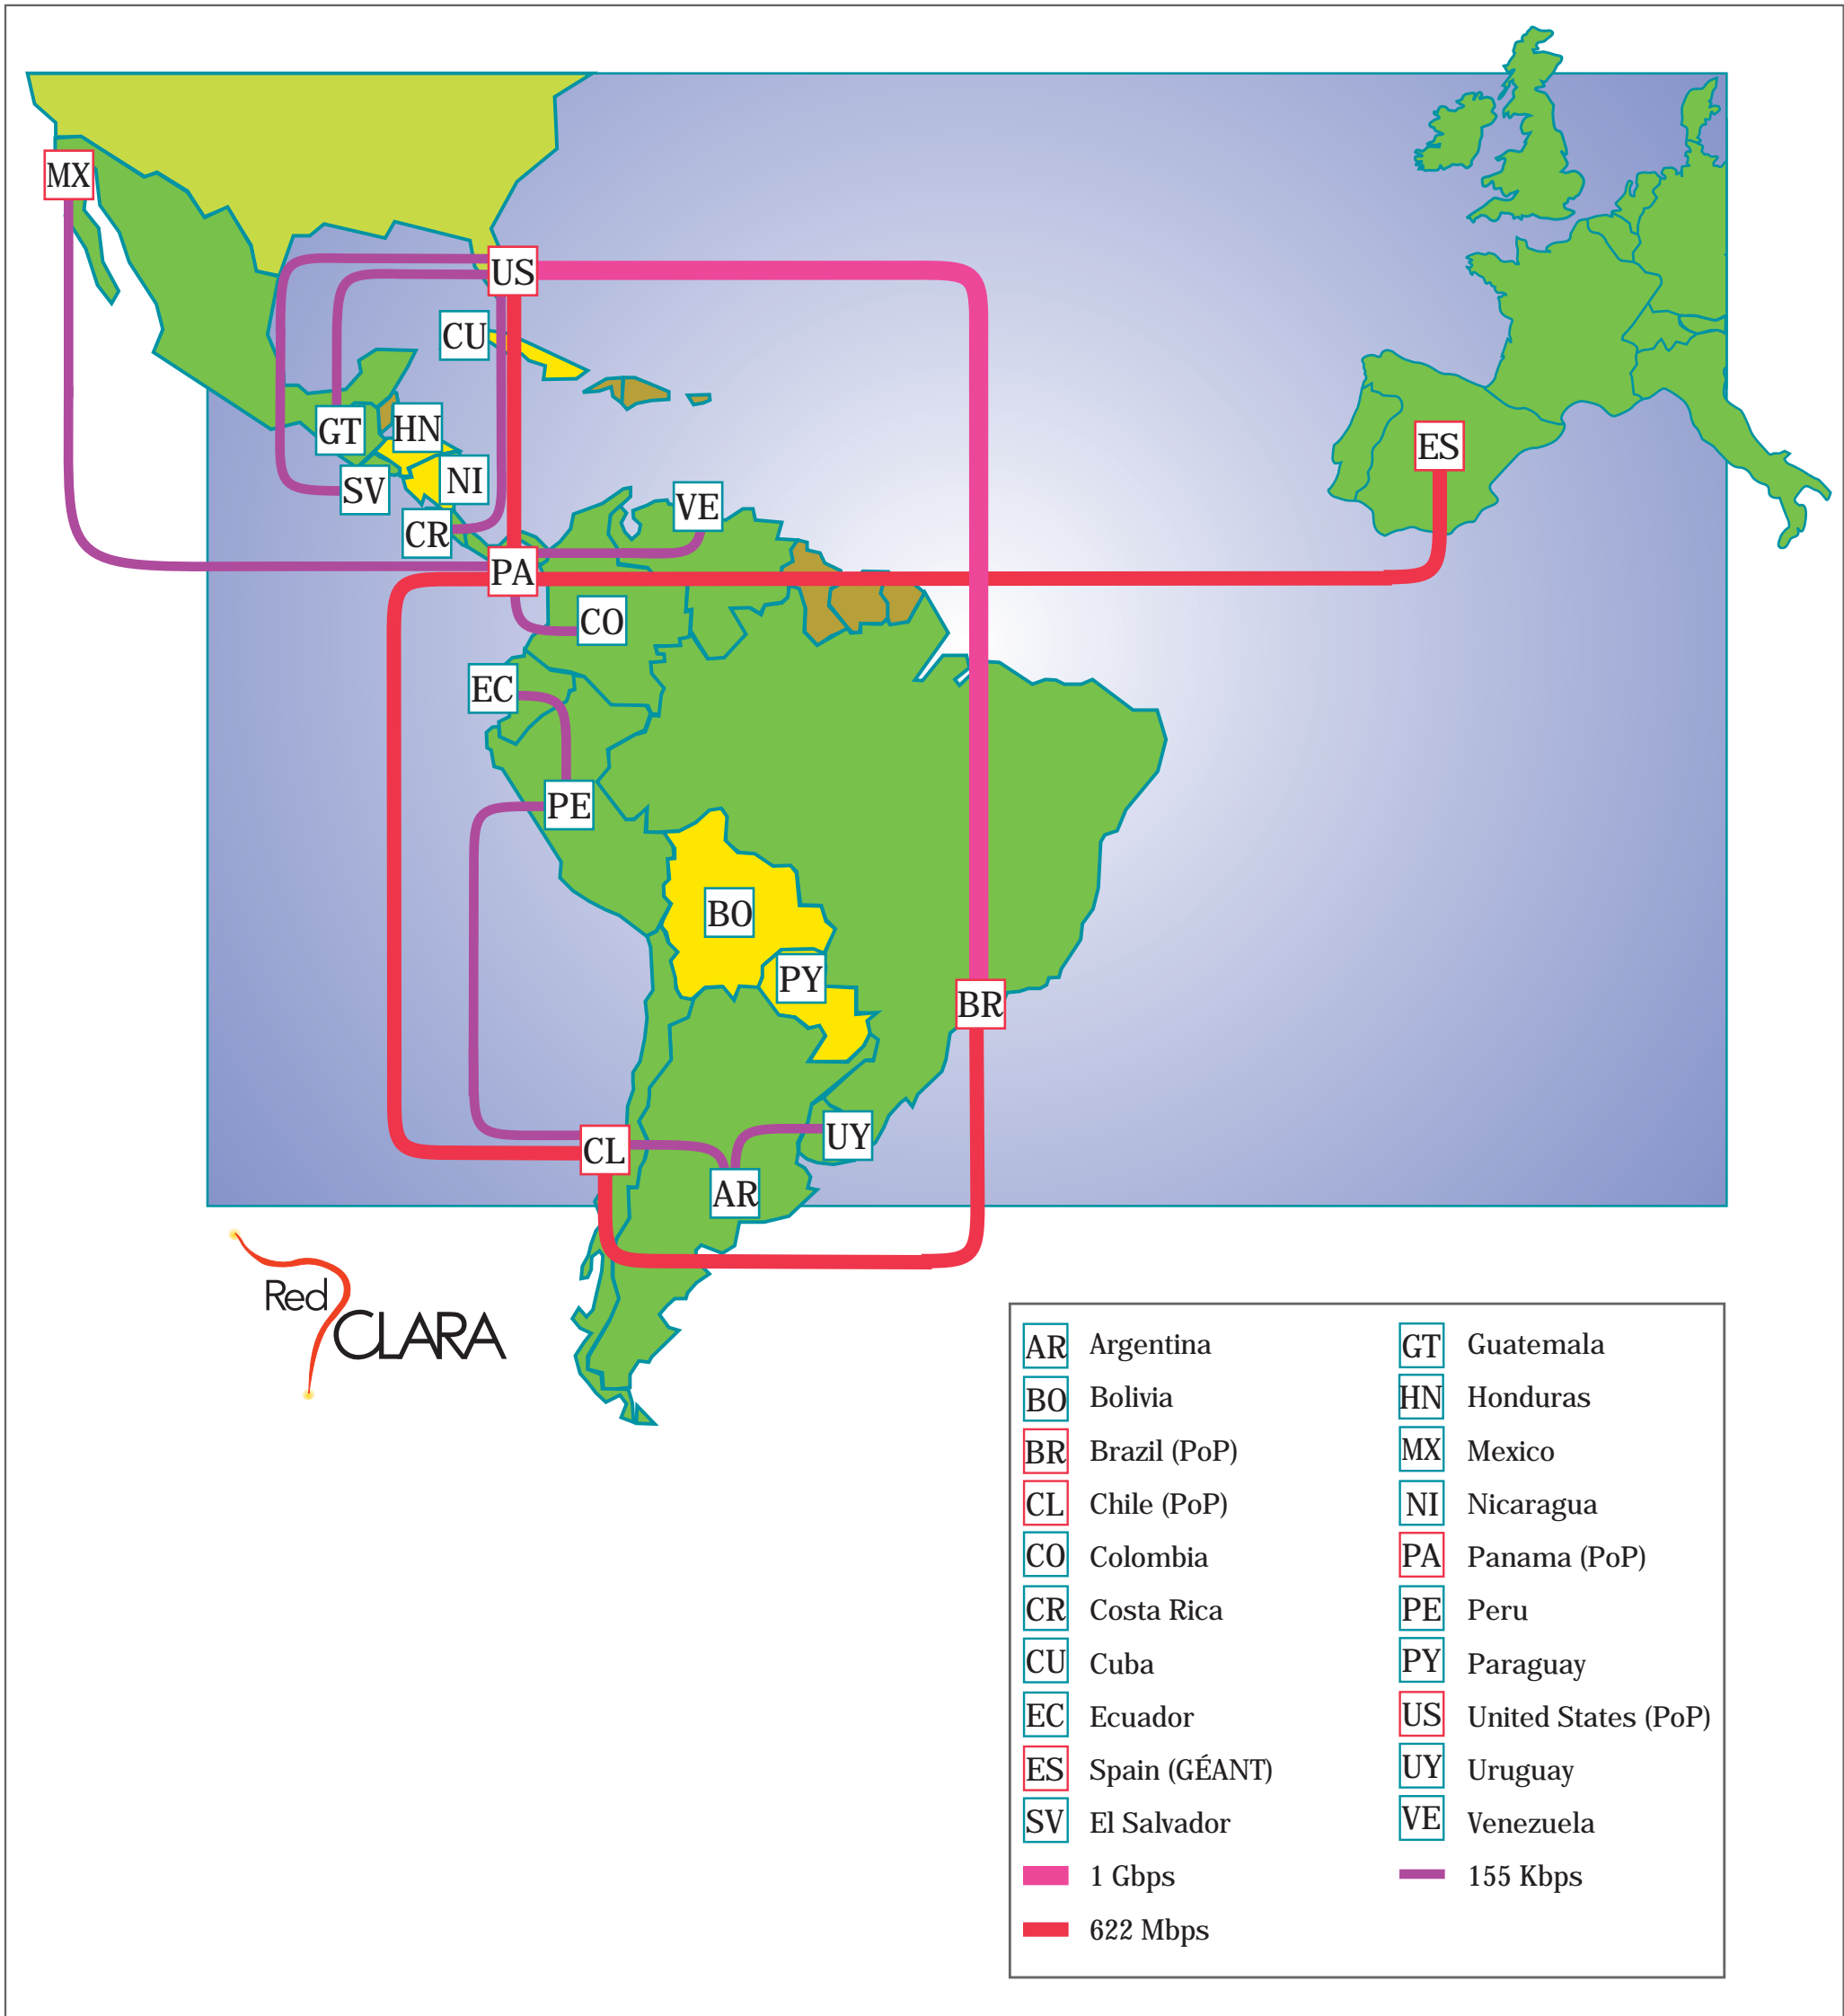 MX
US
CU
GT
HN
ES
NI
SV
VE
CR
PA
CO
EC
PE
BO
PY
BR
UY
CL
AR
Red
CLARA
AR Argentina
BO Bolivia
BR Brazil (PoP)
CL Chile (PoP)
CO Colombia
CR Costa Rica
CU Cuba
EC Ecuador
ES Spain (GÉANT)
SV El Salvador
1 Gbps
622 Mbps
GT Guatemala
HN Honduras
MX Mexico
NI Nicaragua
PA Panama (PoP)
PE Peru
PY Paraguay
US United States (PoP)
UY Uruguay
VE Venezuela
155 Kbps